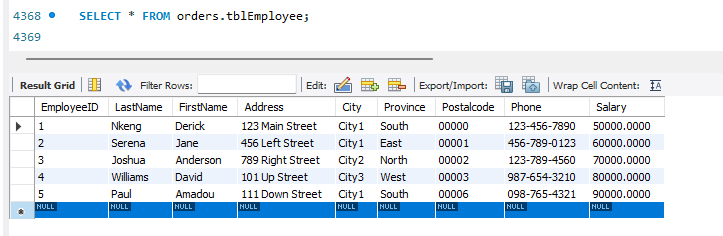 4368 SELECT * FROM orders.tblEmployee;
4369
Result Grid Filter Rows: Edit: Export/Import: Wrap Cell Content:
EmployeeID LastName FirstName Address City Province Postalcode Phone Salary
1 Nkeng Derick 123 Main Street City1 South 00000 123-456-7890 50000.0000
2 Serena Jane 456 Left Street City1 East 00001 456-789-0123 60000.0000
3 Joshua Anderson 789 Right Street City2 North 00002 123-789-4560 70000.0000
4 Williams David 101 Up Street City3 West 00003 987-654-3210 80000.0000
5 Paul Amadou 111 Down Street City1 South 00006 098-765-4321 90000.0000
NULL NULL NULL NULL NULL NULL NULL NULL NULL